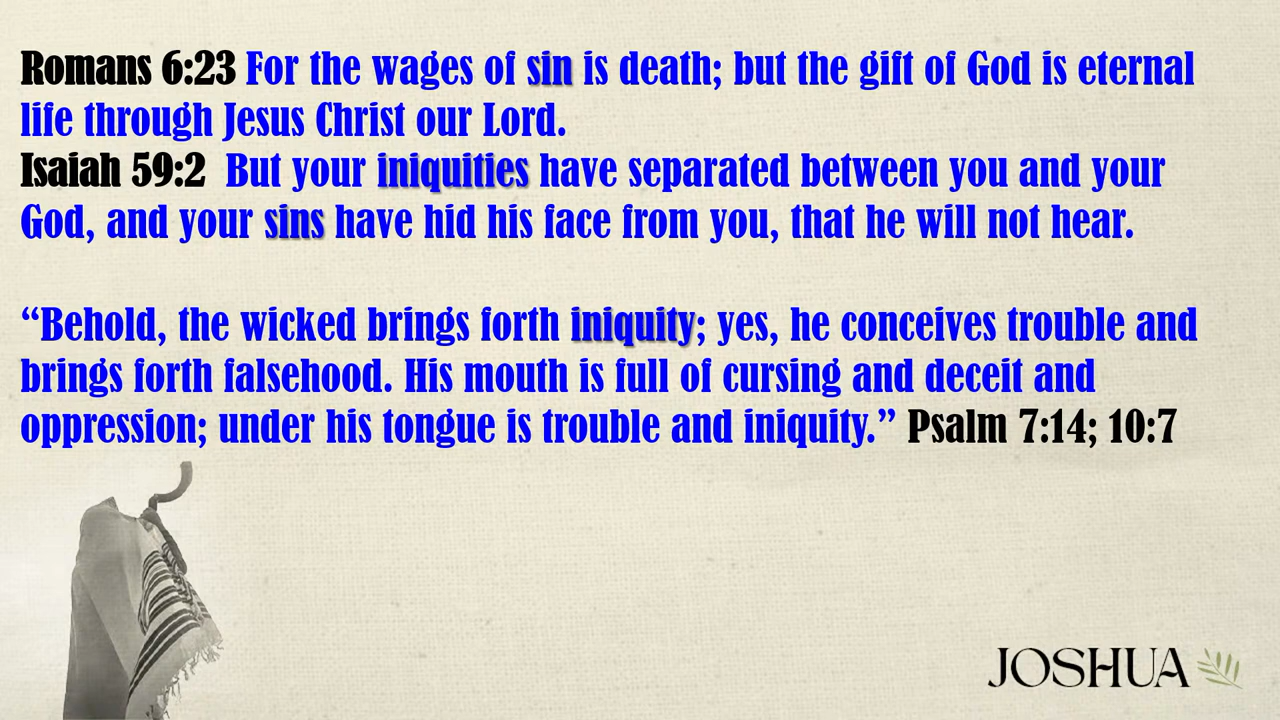 Romans 6:23 For the wages of sin is death; but the gift of God is eternal
life through Jesus Christ our Lord.
Isaiah 59:2  But your iniquities have separated between you and your
God, and your sins have hid his face from you, that he will not hear.
“Behold, the wicked brings forth iniquity; yes, he conceives trouble and
brings forth falsehood. His mouth is full of cursing and deceit and
oppression; under his tongue is trouble and iniquity.” Psalm 7:14; 10:7
JOSHUA